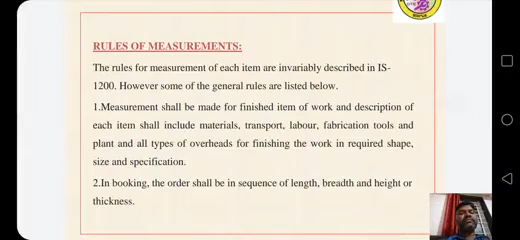 RULES OF MEASUREMENTS:
The rules for measurement of each item are invariably described in IS-
1200. However some of the general rules are listed below.
1.Measurement shall be made for finished item of work and description of
each item shall include materials, transport, labour, fabrication tools and
plant and all types of overheads for finishing the work in required shape,
size and specification.
2.In booking, the order shall be in sequence of length, breadth and height or
thickness.